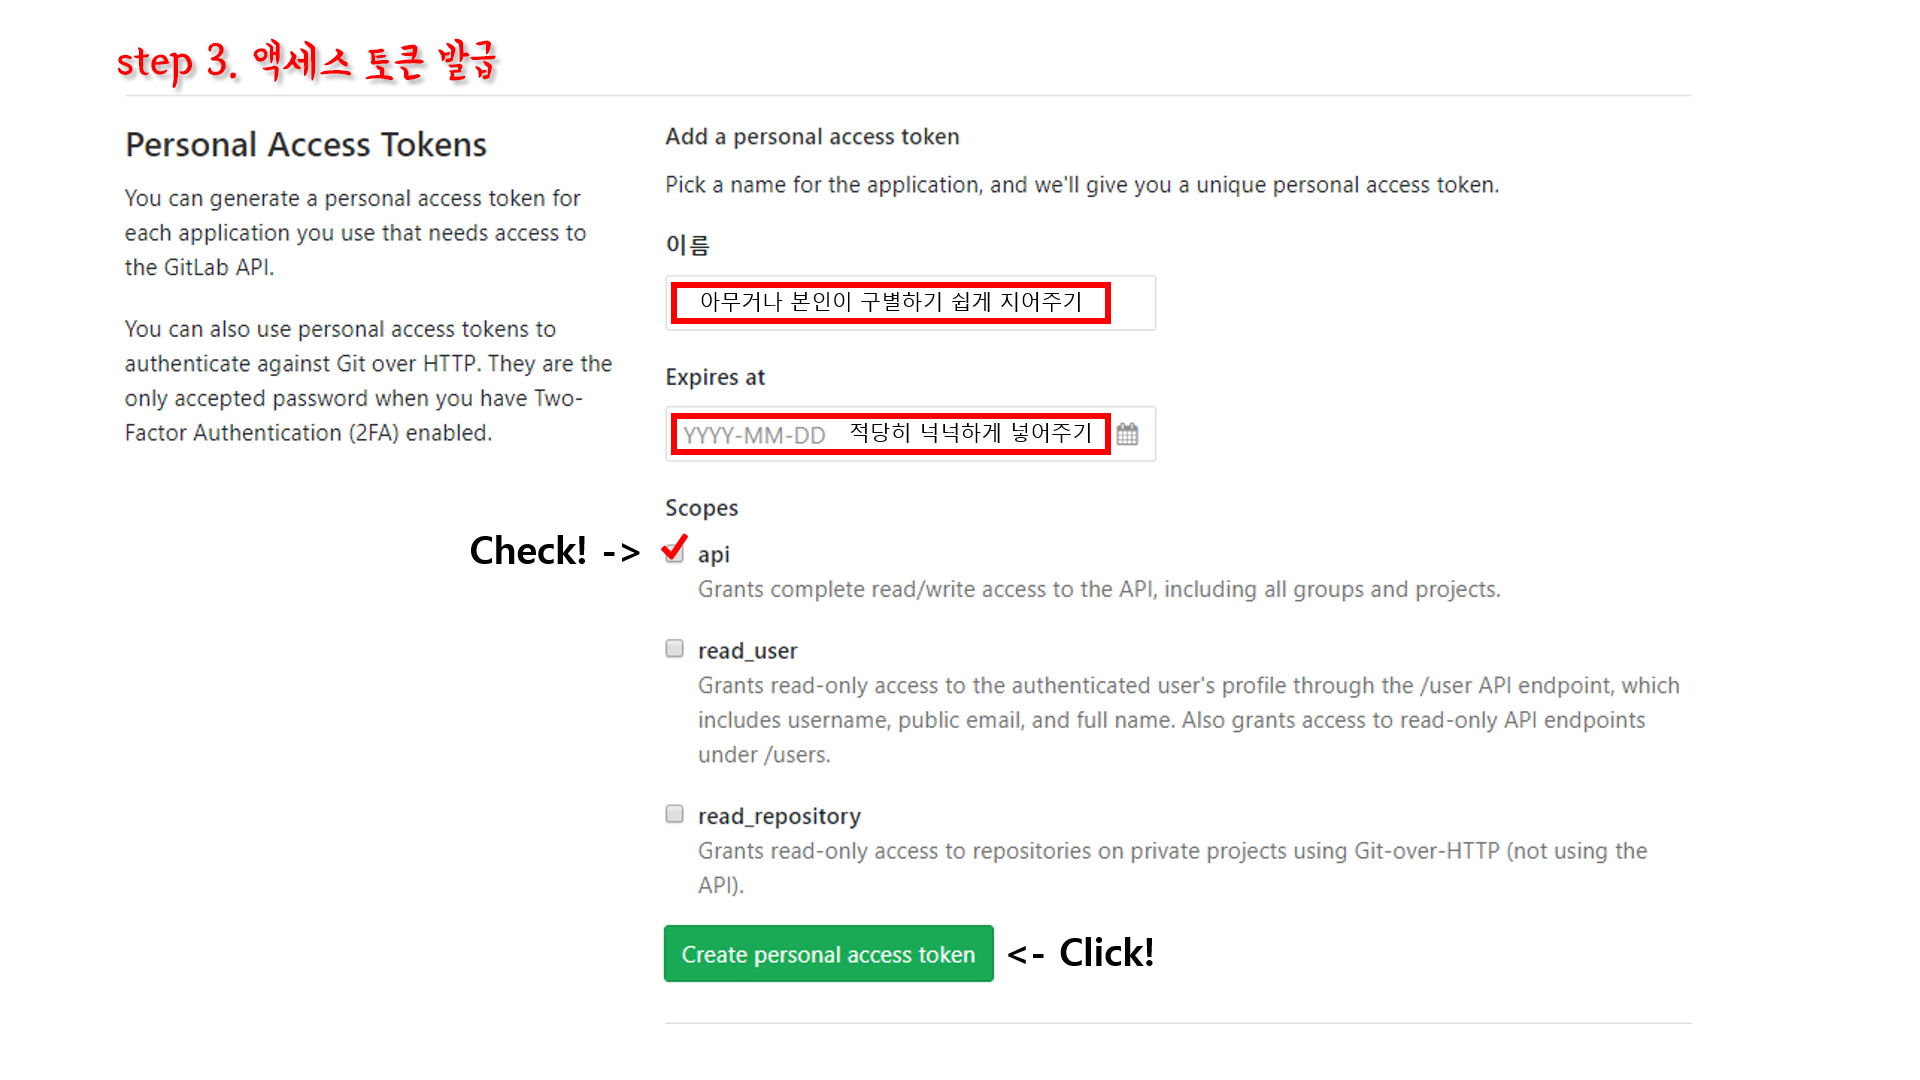 step 3. 액세스 토큰 발급
Personal Access Tokens
You can generate a personal access token for
each application you use that needs access to
the GitLab API.
You can also use personal access tokens to
authenticate against Git over HTTP. They are the
only accepted password when you have Two-
Factor Authentication (2FA) enabled.
Add a personal access token
Pick a name for the application, and we'll give you a unique personal access token.
이름
아무거나 본인이 구별하기 쉽게 지어주기
Expires at
YYYY-MM-DD 적당히 넉넉하게 넣어주기
Scopes
Check! -> api
Grants complete read/write access to the API, including all groups and projects.
read_user
Grants read-only access to the authenticated user's profile through the /user API endpoint, which
includes username, public email, and full name. Also grants access to read-only API endpoints
under /users.
read_repository
Grants read-only access to repositories on private projects using Git-over-HTTP (not using the
API).
Create personal access token <- Click!